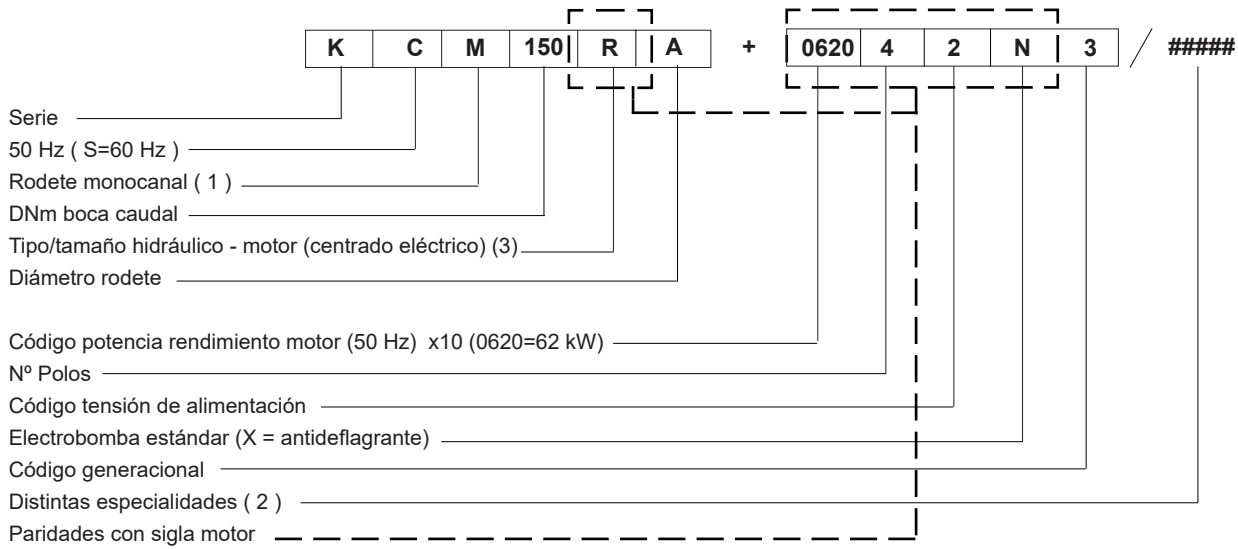 K C M 150 R A + 0620 4 2 N 3 / #####
Serie
50 Hz ( S=60 Hz )
Rodete monocanal ( 1 )
DNm boca caudal
Tipo/tamaño hidráulico - motor (centrado eléctrico) (3)
Diámetro rodete
Código potencia rendimiento motor (50 Hz) x10 (0620=62 kW)
Nº Polos
Código tensión de alimentación
Electrobomba estándar (X = antideflagrante)
Código generacional
Distintas especialidades ( 2 )
Paridades con sigla motor